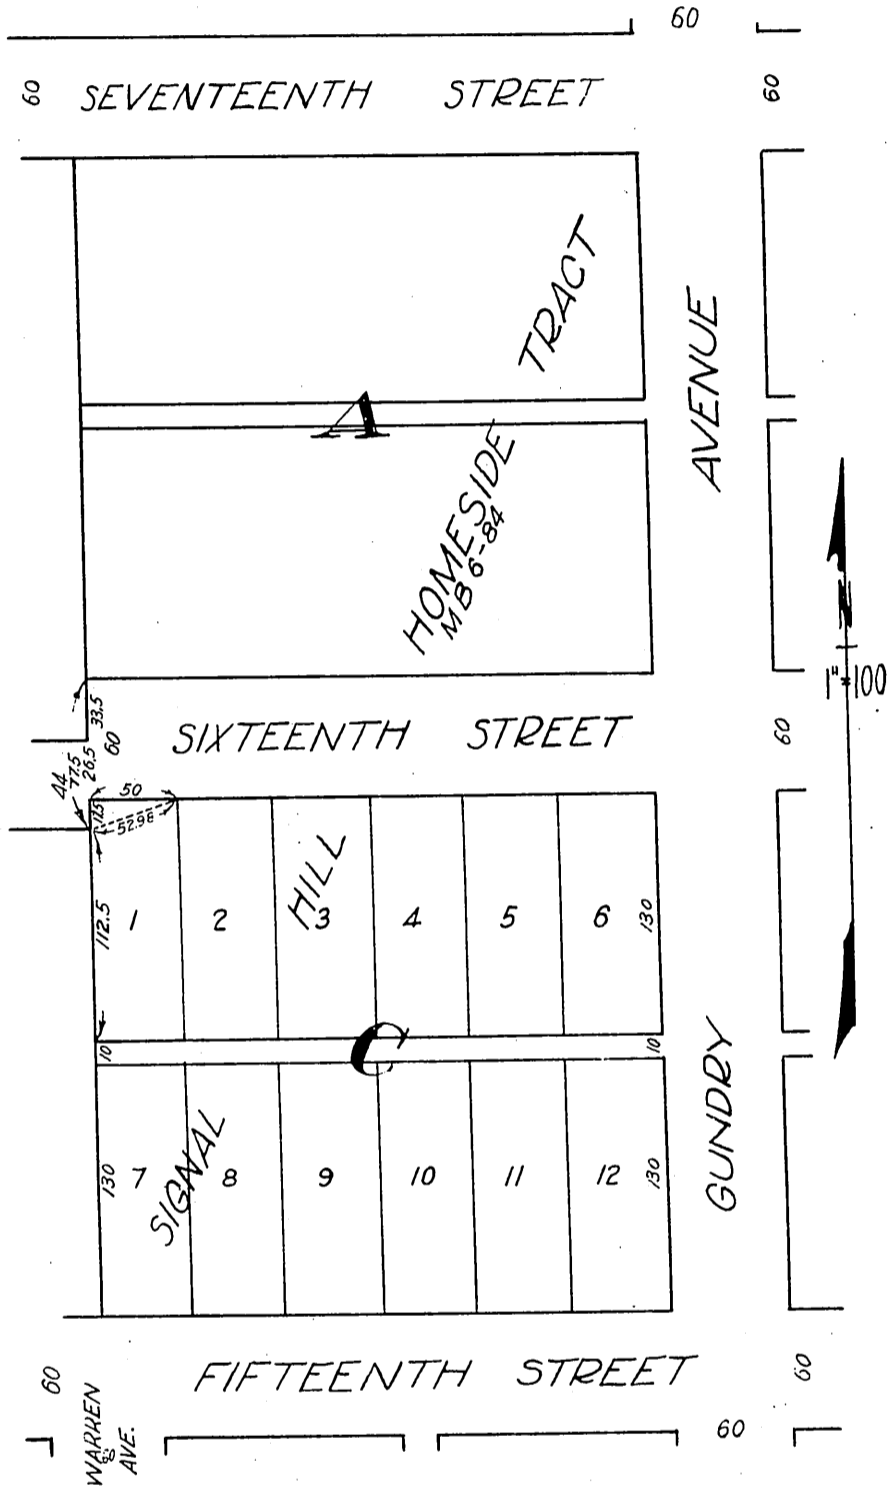 60
60 SEVENTEENTH STREET 60
TRACT
AVENUE
A
HOMESIDE
MB 6-84
N
1"=100
33.5
60
SIXTEENTH STREET 60
44
77.5
26.5
50
17.5
52.98
HILL
112.5
1 2 3 4 5 6 130
10 C 10
GUNDRY
SIGNAL
130 7 8 9 10 11 12 130
60 FIFTEENTH STREET 60
WARREN
AVE.
60